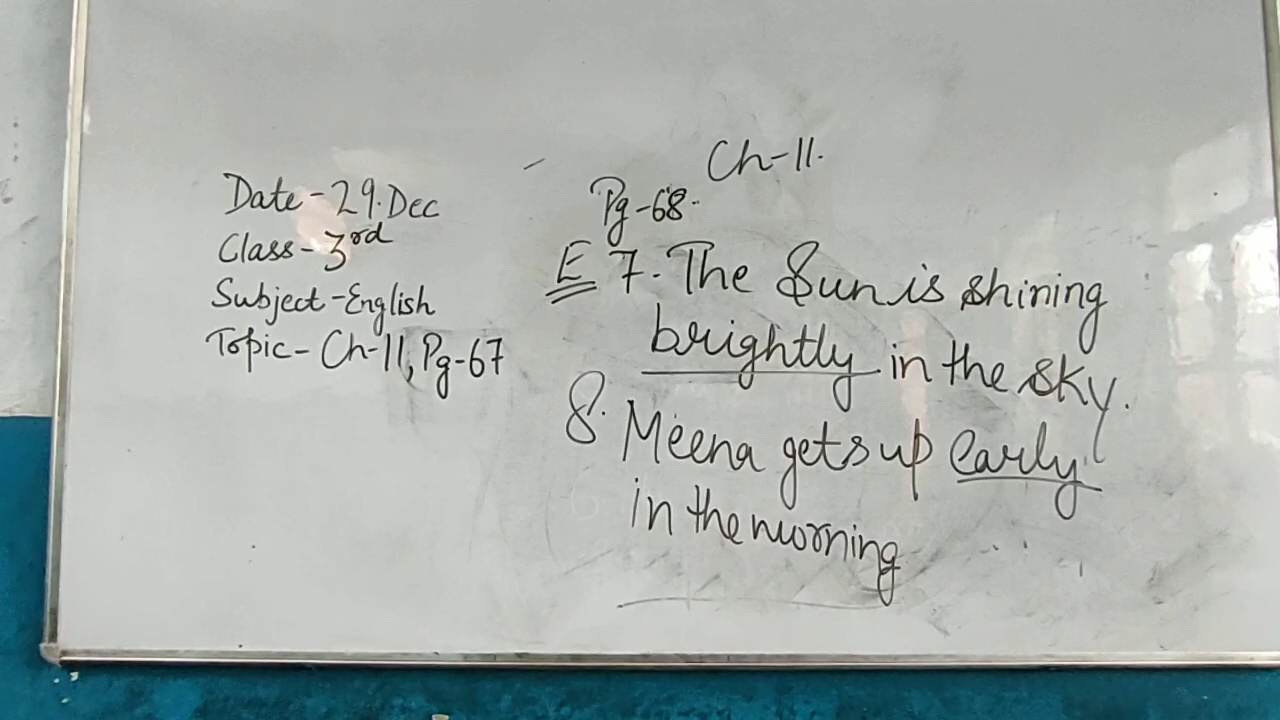 Date-29.Dec
Class-3rd
Subject-English
Topic-Ch-11, Pg-67
Ch-11.
Pg-68.
E 7. The Sun is shining
brightly in the sky.
8. Meena gets up early
in the morning